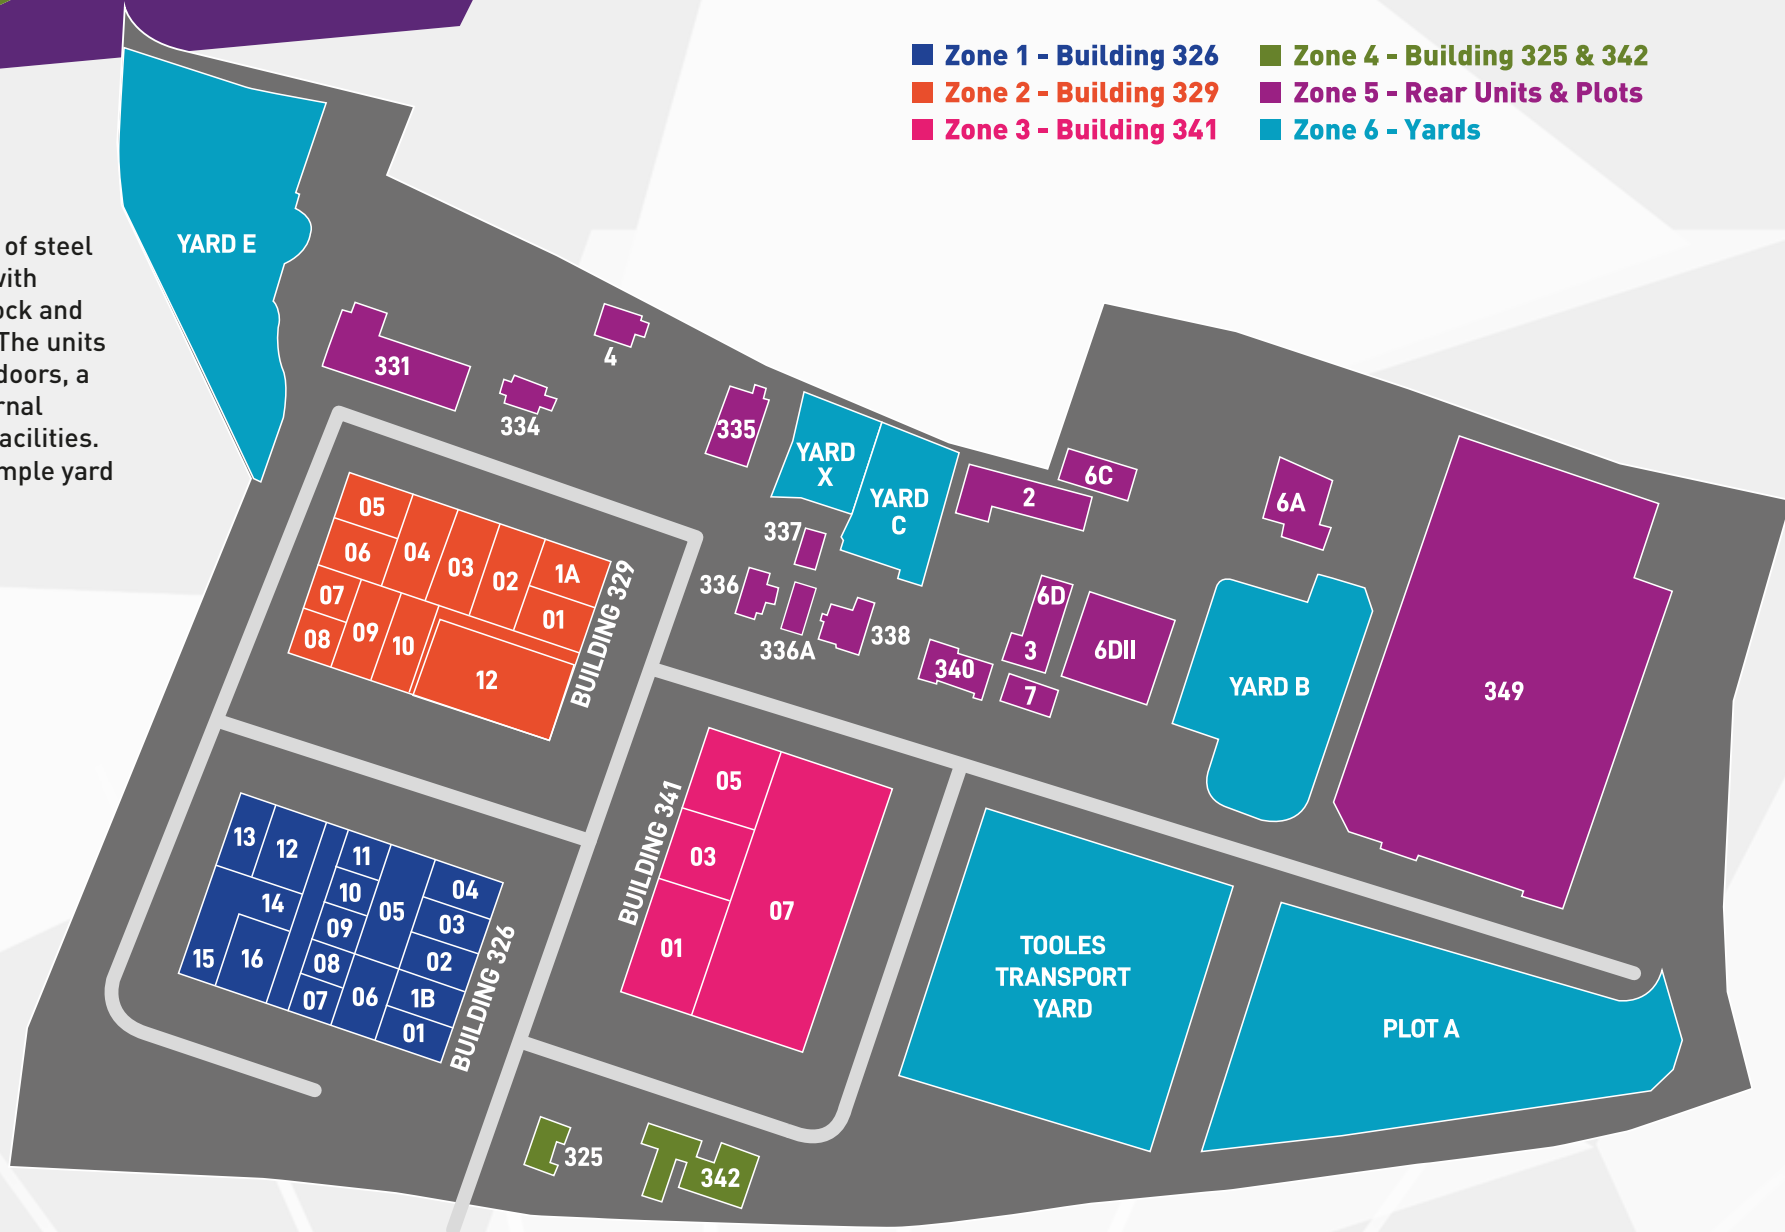 Zone 1 - Building 326
Zone 2 - Building 329
Zone 3 - Building 341
Zone 4 - Building 325 & 342
Zone 5 - Rear Units & Plots
Zone 6 - Yards
of steel
with
ock and
The units
doors, a
rnal
acilities.
mple yard
YARD E
331
4
334
335
YARD
X
YARD
C
2
6C
6A
349
337
336
336A
338
340
6D
3
7
6DII
YARD B
05
06
04
03
02
1A
01
07
08
09
10
12
BUILDING 329
13
12
14
15
16
11
10
09
08
07
05
06
04
03
02
1B
01
BUILDING 326
BUILDING 341
05
03
01
07
TOOLES
TRANSPORT
YARD
PLOT A
325
342